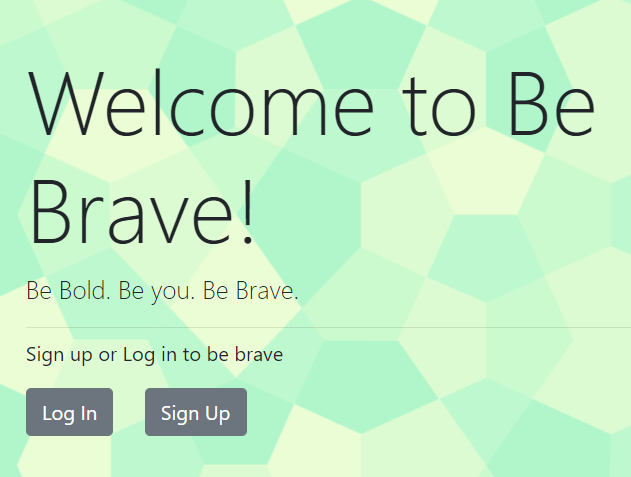 Welcome to Be
Brave!
Be Bold. Be you. Be Brave.
Sign up or Log in to be brave
Log In
Sign Up